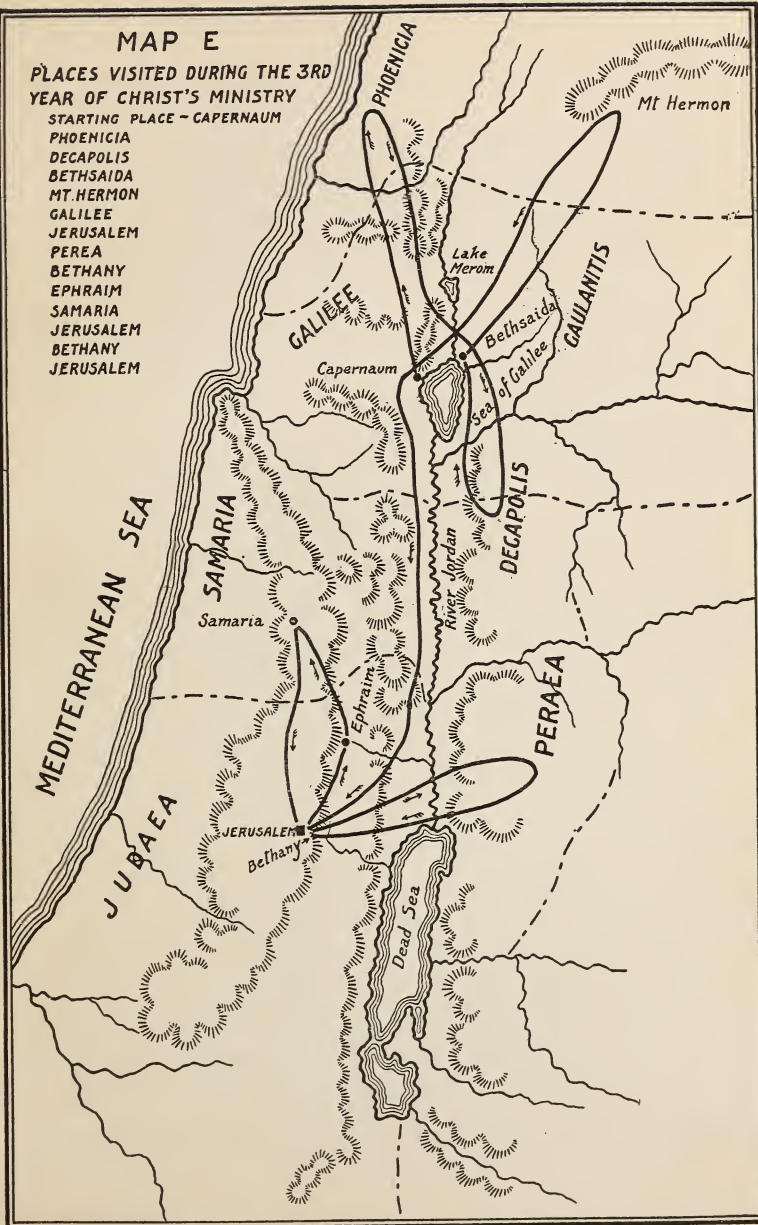 MAP E
PLACES VISITED DURING THE 3RD
YEAR OF CHRIST'S MINISTRY
STARTING PLACE - CAPERNAUM
PHOENICIA
DECAPOLIS
BETHSAIDA
MT. HERMON
GALILEE
JERUSALEM
PEREA
BETHANY
EPHRAIM
SAMARIA
JERUSALEM
BETHANY
JERUSALEM
PHOENICIA
Mt Hermon
Lake
Merom
GALILEE
GAULANITIS
Bethsaida
Capernaum
Sea of Galilee
DECAPOLIS
MEDITERRANEAN SEA
SAMARIA
River Jordan
Samaria
Ephraim
PERAEA
JERUSALEM
Bethany
JUDAEA
Dead Sea